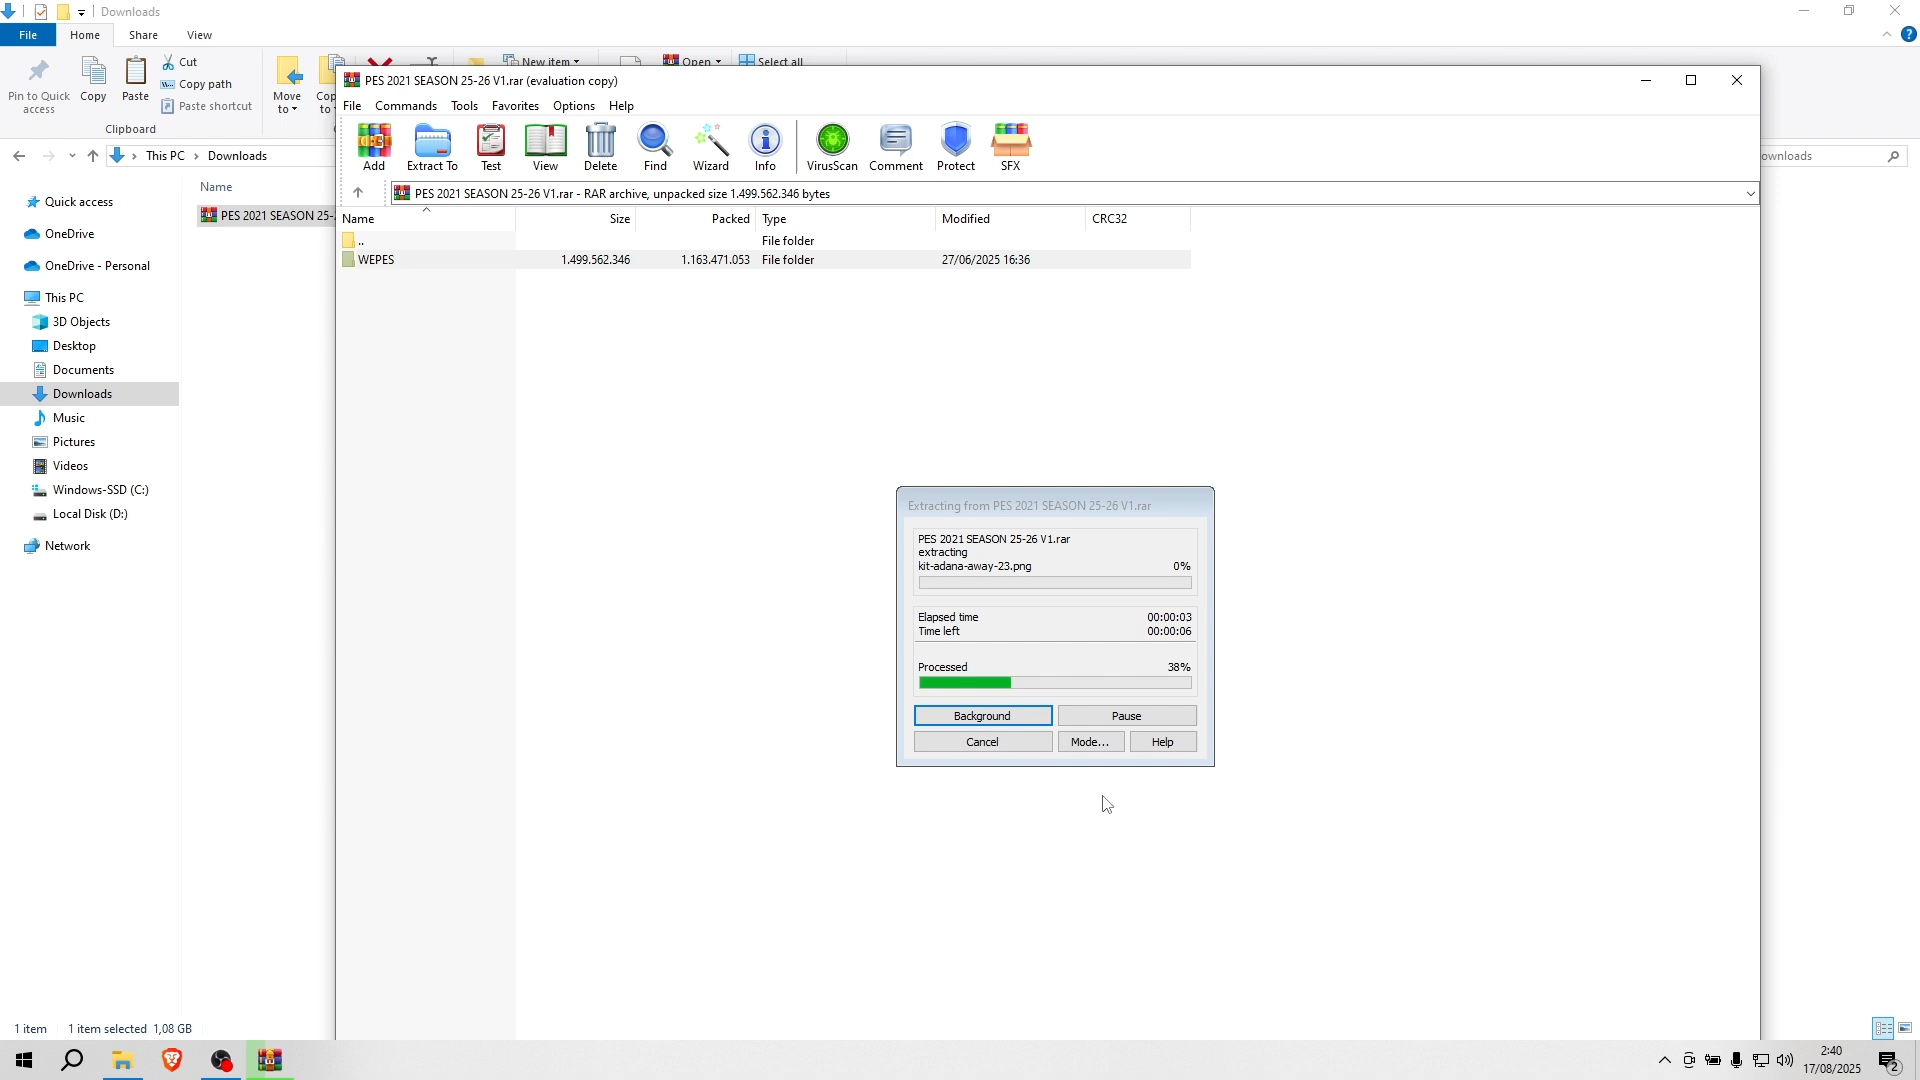 Downloads
File Home Share View
Pin to Quick access
Copy
Paste
Cut
Copy path
Paste shortcut
Clipboard
Move to
New item
Open
Select all
This PC > Downloads
Name
PES 2021 SEASON 25-
Quick access
OneDrive
OneDrive - Personal
This PC
3D Objects
Desktop
Documents
Downloads
Music
Pictures
Videos
Windows-SSD (C:)
Local Disk (D:)
Network
1 item 1 item selected 1,08 GB
PES 2021 SEASON 25-26 V1.rar (evaluation copy)
File Commands Tools Favorites Options Help
Add Extract To Test View Delete Find Wizard Info VirusScan Comment Protect SFX
PES 2021 SEASON 25-26 V1.rar - RAR archive, unpacked size 1.499.562.346 bytes
Name Size Packed Type Modified CRC32
.. File folder
WEPES 1.499.562.346 1.163.471.053 File folder 27/06/2025 16:36
Extracting from PES 2021 SEASON 25-26 V1.rar
PES 2021 SEASON 25-26 V1.rar
extracting
kit-adana-away-23.png 0%
Elapsed time 00:00:03
Time left 00:00:06
Processed 38%
Background Pause
Cancel Mode... Help
2:40
17/08/2025
2